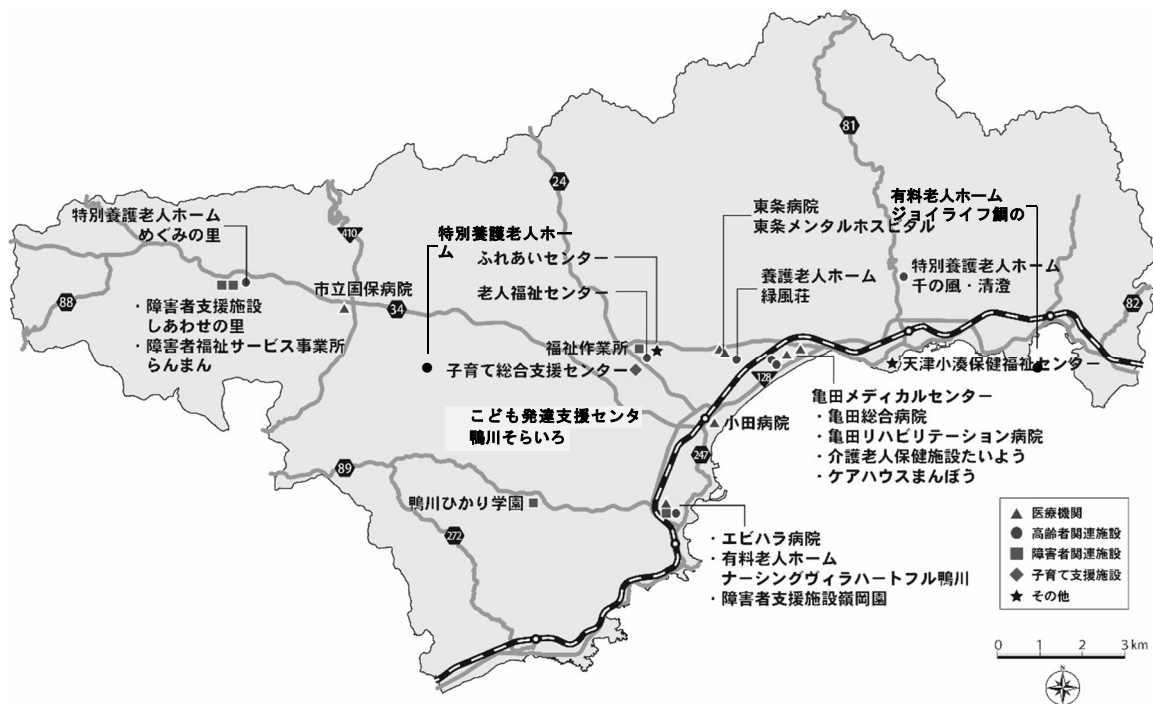 81
24
有料老人ホーム
ジョイライフ鯛の
特別養護老人ホーム
めぐみの里
410
特別養護老人ホー
ム
ふれあいセンター
東条病院
東条メンタルホスピタル
特別養護老人ホーム
千の風・清澄
養護老人ホーム
緑風荘
老人福祉センター
市立国保病院
88
34
82
・障害者支援施設
しあわせの里
・障害者福祉サービス事業所
らんまん
福祉作業所
子育て総合支援センター
天津小湊保健福祉センター
128
亀田メディカルセンター
・亀田総合病院
・亀田リハビリテーション病院
・介護老人保健施設たいよう
・ケアハウスまんぼう
こども発達支援センタ
鴨川そらいろ
小田病院
247
89
鴨川ひかり学園
272
・エビハラ病院
・有料老人ホーム
ナーシングヴィラハートフル鴨川
・障害者支援施設嶺岡園
医療機関
高齢者関連施設
障害者関連施設
子育て支援施設
その他
0 1 2 3 km
N